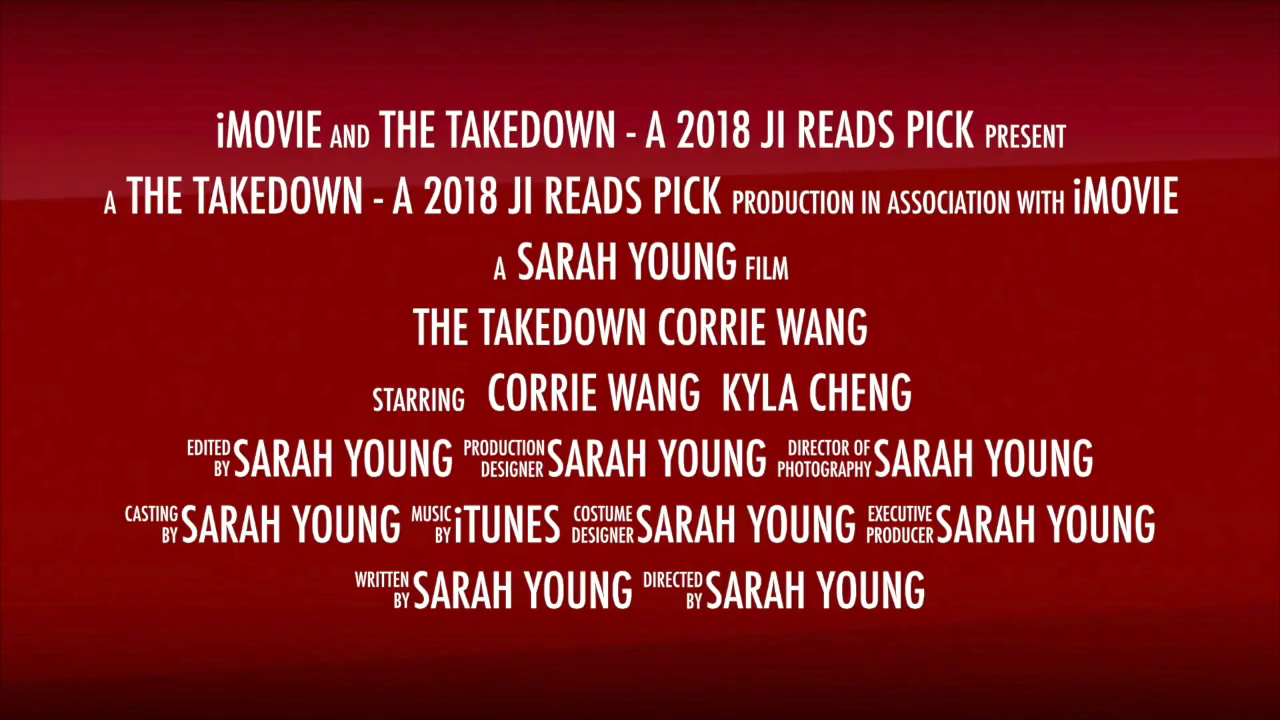 iMOVIE AND THE TAKEDOWN - A 2018 JI READS PICK PRESENT
A THE TAKEDOWN - A 2018 JI READS PICK PRODUCTION IN ASSOCIATION WITH iMOVIE
A SARAH YOUNG FILM
THE TAKEDOWN CORRIE WANG
STARRING CORRIE WANG KYLA CHENG
EDITED BY SARAH YOUNG PRODUCTION DESIGNER SARAH YOUNG DIRECTOR OF PHOTOGRAPHY SARAH YOUNG
CASTING BY SARAH YOUNG MUSIC BY iTUNES COSTUME DESIGNER SARAH YOUNG EXECUTIVE PRODUCER SARAH YOUNG
WRITTEN BY SARAH YOUNG DIRECTED BY SARAH YOUNG